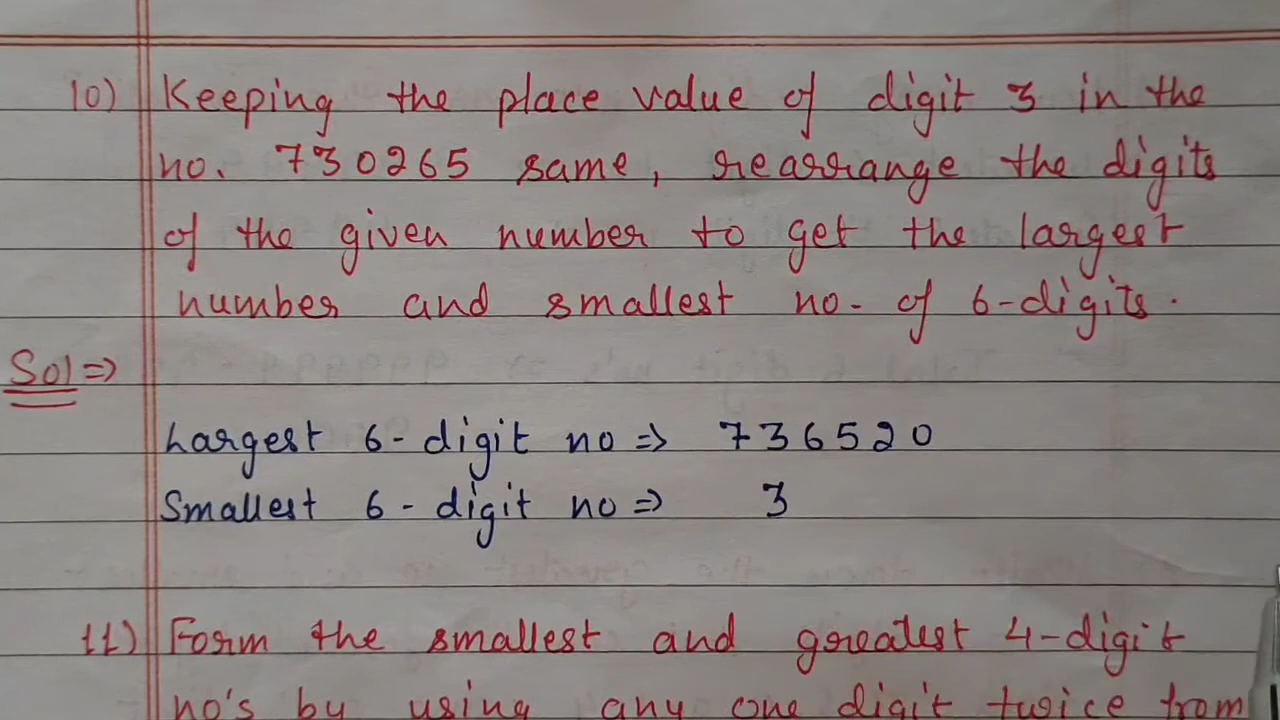 10) Keeping the place value of digit 3 in the
no. 730265 same, rearrange the digits
of the given number to get the largest
number and smallest no. of 6-digits.
Sol ⇒
Largest 6-digit no ⇒ 736520
Smallest 6-digit no ⇒ 3
11) Form the smallest and greatest 4-digit
no's by using any one digit twice from